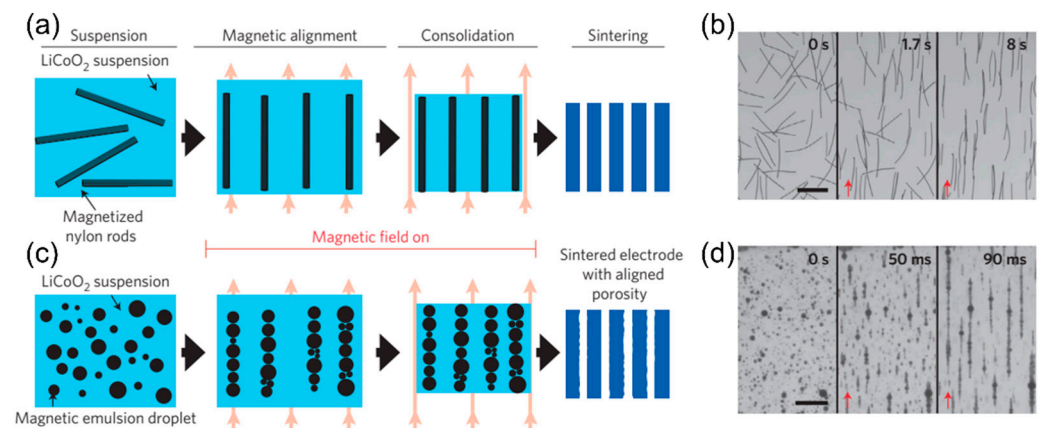 (a)
Suspension
Magnetic alignment
Consolidation
Sintering
LiCoO₂ suspension
Magnetized
nylon rods
(b)
0 s
1.7 s
8 s
Magnetic field on
(c)
LiCoO₂ suspension
Magnetic emulsion droplet
Sintered electrode
with aligned
porosity
(d)
0 s
50 ms
90 ms